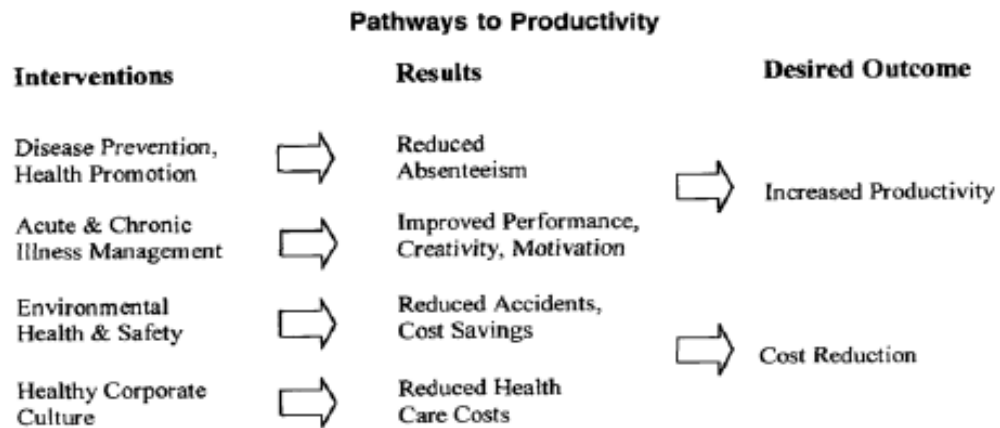 Pathways to Productivity
Interventions
Results
Desired Outcome
Disease Prevention,
Health Promotion
Reduced
Absenteeism
Increased Productivity
Acute & Chronic
Illness Management
Improved Performance,
Creativity, Motivation
Environmental
Health & Safety
Reduced Accidents,
Cost Savings
Cost Reduction
Healthy Corporate
Culture
Reduced Health
Care Costs